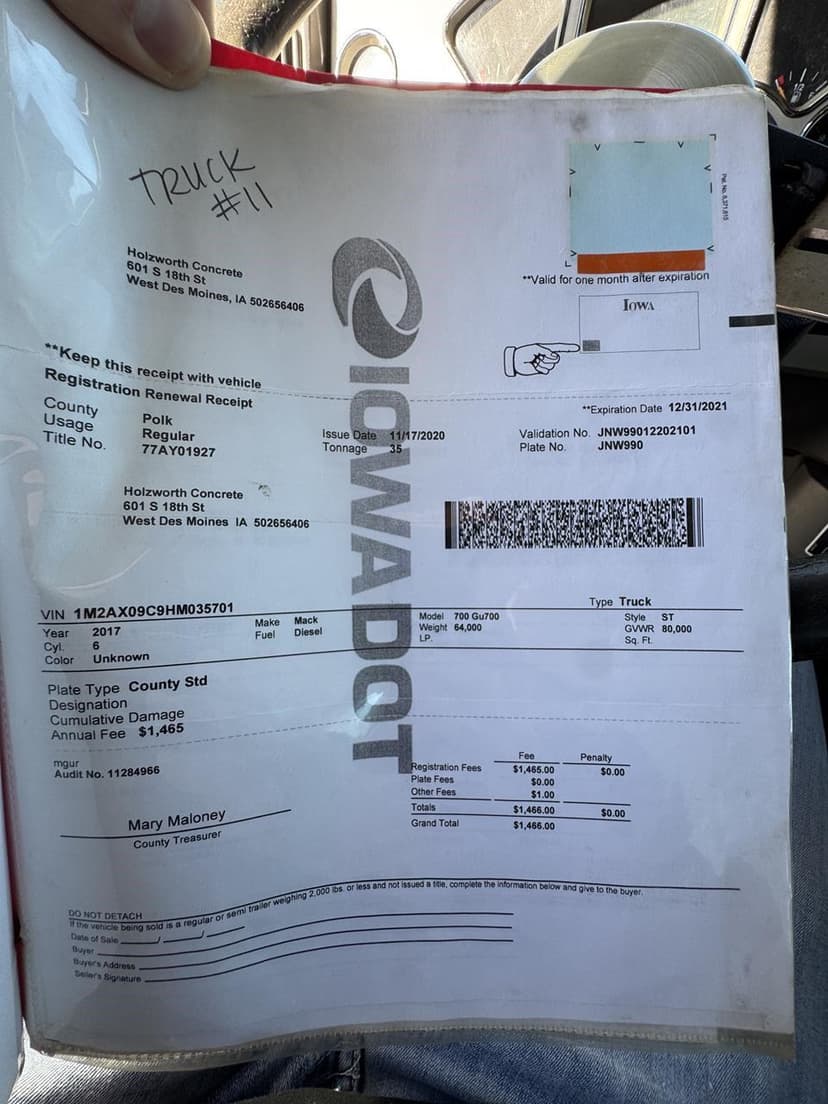 TRUCK
#11
Pat. No. 8,371,615
Holzworth Concrete
601 S 18th St
West Des Moines, IA 502656406
**Valid for one month after expiration
IOWA
**Keep this receipt with vehicle
Registration Renewal Receipt
**Expiration Date 12/31/2021
County Polk
Usage Regular
Title No. 77AY01927
Issue Date 11/17/2020
Tonnage 35
Validation No. JNW99012202101
Plate No. JNW990
Holzworth Concrete
601 S 18th St
West Des Moines IA 502656406
IOWA DOT
VIN 1M2AX09C9HM035701
Type Truck
Year 2017 Make Mack Model 700 Gu700 Style ST
Cyl. 6 Fuel Diesel Weight 64,000 GVWR 80,000
Color Unknown LP. Sq. Ft.
Plate Type County Std
Designation
Cumulative Damage
Annual Fee $1,465
mgur
Audit No. 11284966
Fee Penalty
Registration Fees $1,465.00 $0.00
Plate Fees $0.00
Other Fees $1.00
Totals $1,466.00 $0.00
Grand Total $1,466.00
Mary Maloney
County Treasurer
DO NOT DETACH
If the vehicle being sold is a regular or semi trailer weighing 2,000 lbs. or less and not issued a title, complete the information below and give to the buyer.
Date of Sale / /
Buyer
Buyer's Address
Seller's Signature